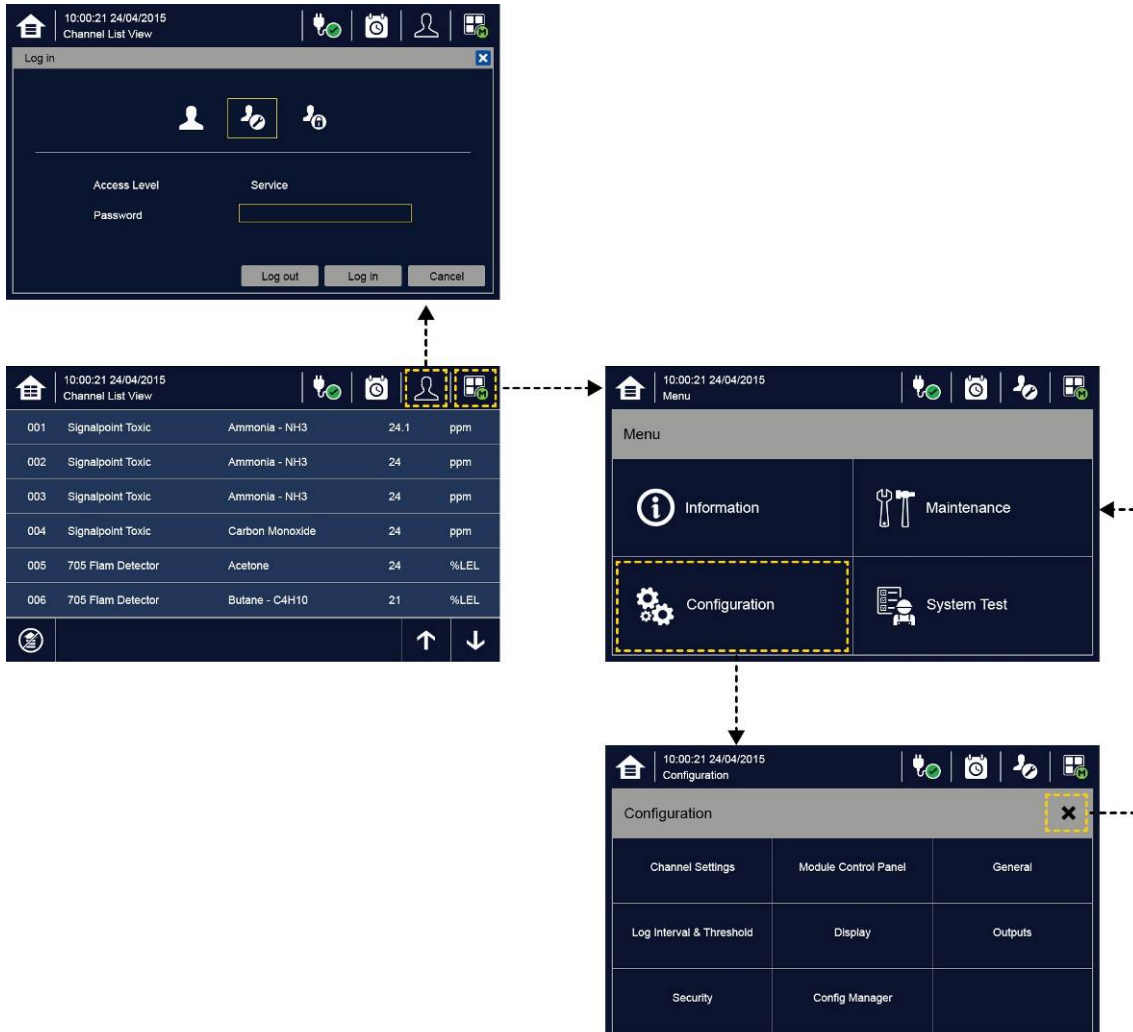 10:00:21 24/04/2015
Channel List View
Log in
Access Level Service
Password
Log out Log in Cancel
10:00:21 24/04/2015
Channel List View
M
001 Signalpoint Toxic Ammonia - NH3 24.1 ppm
002 Signalpoint Toxic Ammonia - NH3 24 ppm
003 Signalpoint Toxic Ammonia - NH3 24 ppm
004 Signalpoint Toxic Carbon Monoxide 24 ppm
005 705 Flam Detector Acetone 24 %LEL
006 705 Flam Detector Butane - C4H10 21 %LEL
10:00:21 24/04/2015
Menu
M
Menu
Information Maintenance
Configuration System Test
10:00:21 24/04/2015
Configuration
M
Configuration
Channel Settings Module Control Panel General
Log Interval & Threshold Display Outputs
Security Config Manager